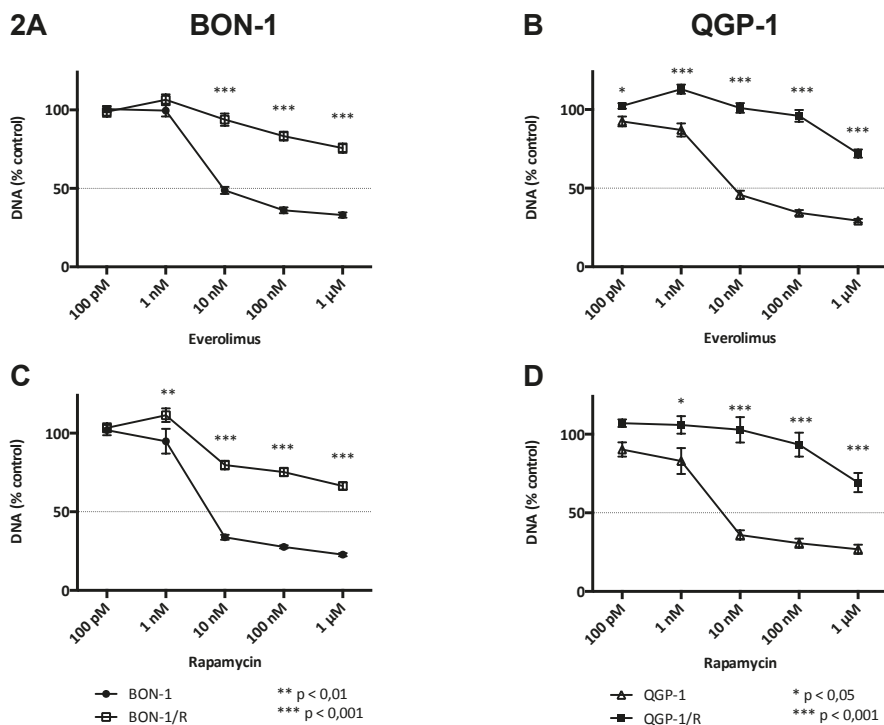 2A
BON-1
B
QGP-1
* *** *** *** ***
*** *** ***
100
50
0
DNA (% control)
100 pM
1 nM
10 nM
100 nM
1 µM
Everolimus
100
50
0
DNA (% control)
100 pM
1 nM
10 nM
100 nM
1 µM
Everolimus
C
D
** *** *** ***
* *** *** ***
100
50
0
DNA (% control)
100 pM
1 nM
10 nM
100 nM
1 µM
Rapamycin
100
50
0
DNA (% control)
100 pM
1 nM
10 nM
100 nM
1 µM
Rapamycin
BON-1
BON-1/R
** p < 0,01
*** p < 0,001
QGP-1
QGP-1/R
* p < 0,05
*** p < 0,001